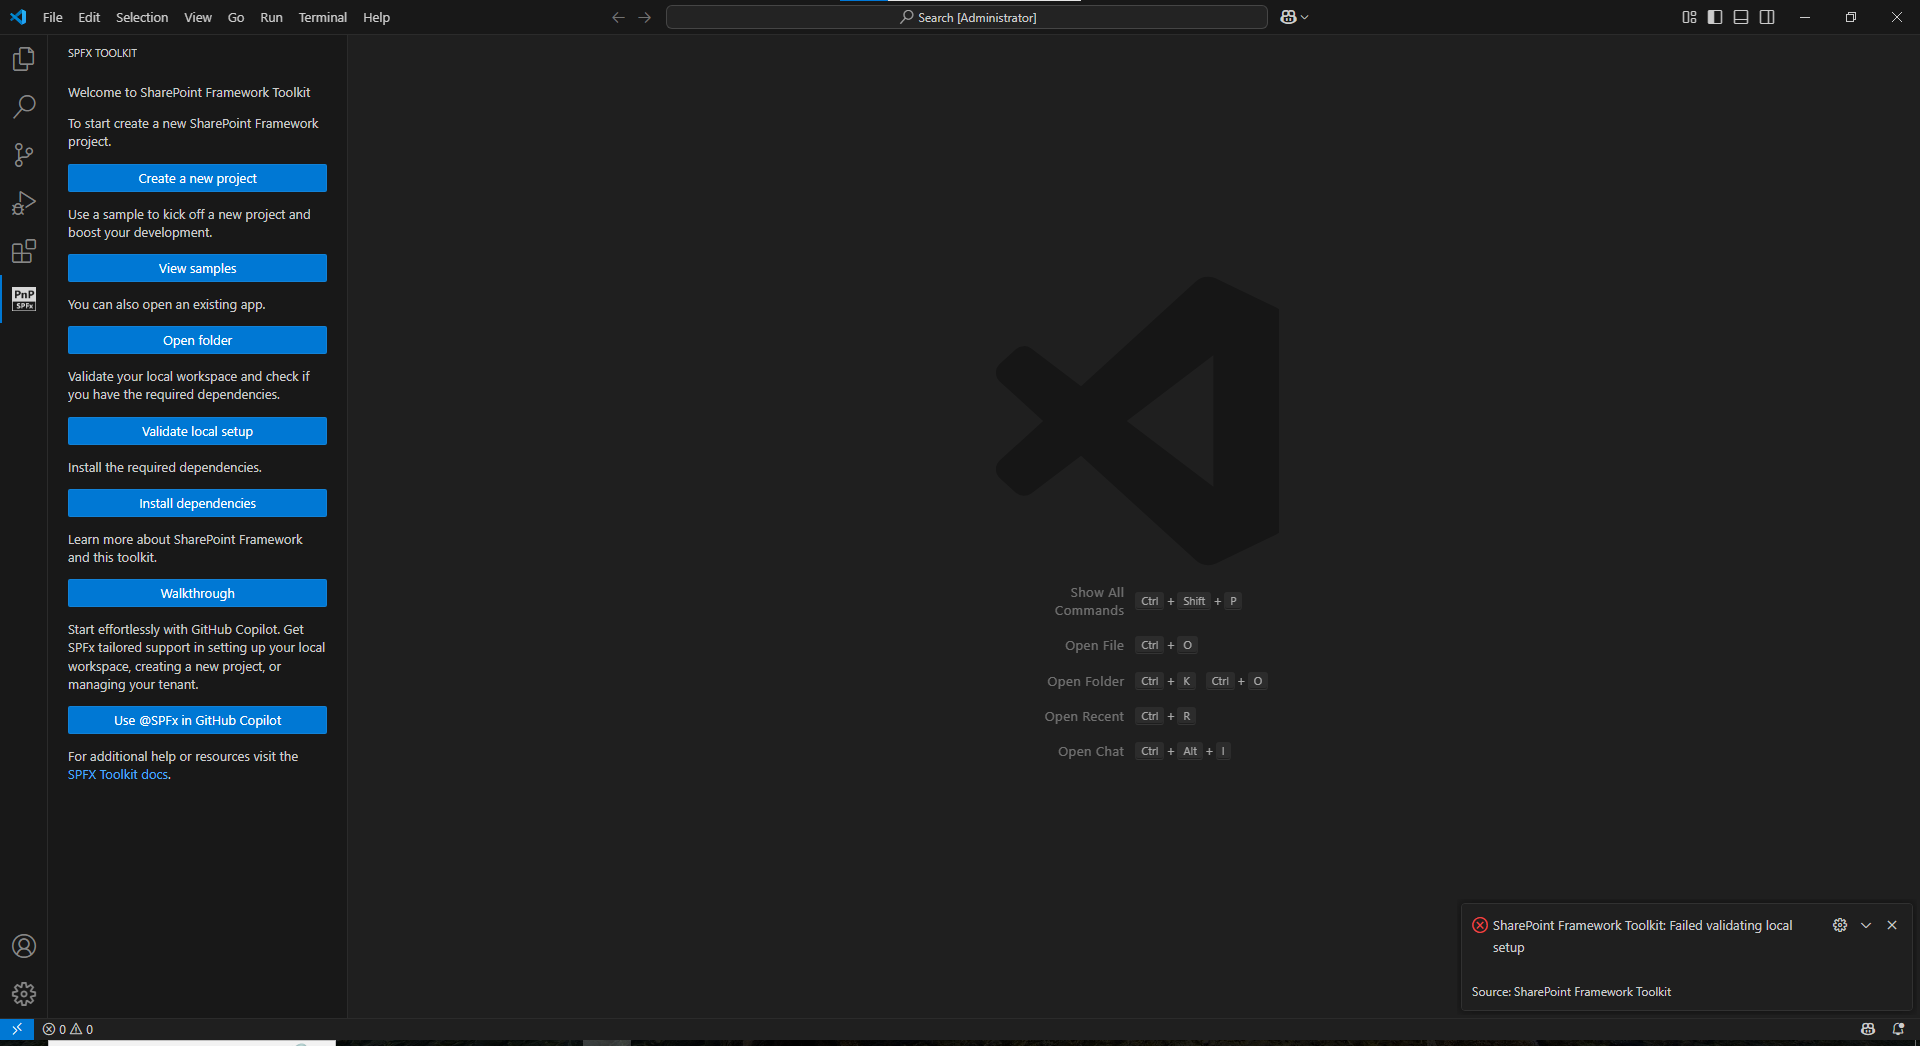 File Edit Selection View Go Run Terminal Help
Search [Administrator]
SPFX TOOLKIT
Welcome to SharePoint Framework Toolkit
To start create a new SharePoint Framework
project.
Create a new project
Use a sample to kick off a new project and
boost your development.
View samples
You can also open an existing app.
Open folder
Validate your local workspace and check if
you have the required dependencies.
Validate local setup
Install the required dependencies.
Install dependencies
Learn more about SharePoint Framework
and this toolkit.
Walkthrough
Start effortlessly with GitHub Copilot. Get
SPFx tailored support in setting up your local
workspace, creating a new project, or
managing your tenant.
Use @SPFx in GitHub Copilot
For additional help or resources visit the
SPFX Toolkit docs.
PnP
SPFx
Show All
Commands Ctrl + Shift + P
Open File Ctrl + O
Open Folder Ctrl + K Ctrl + O
Open Recent Ctrl + R
Open Chat Ctrl + Alt + I
SharePoint Framework Toolkit: Failed validating local
setup
Source: SharePoint Framework Toolkit
0 0